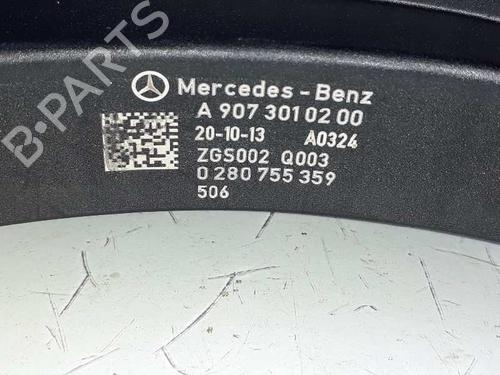 Mercedes-Benz
A 907 301 02 00
20-10-13 A0324
ZGS002 Q003
0 280 755 359
506
B-PARTS